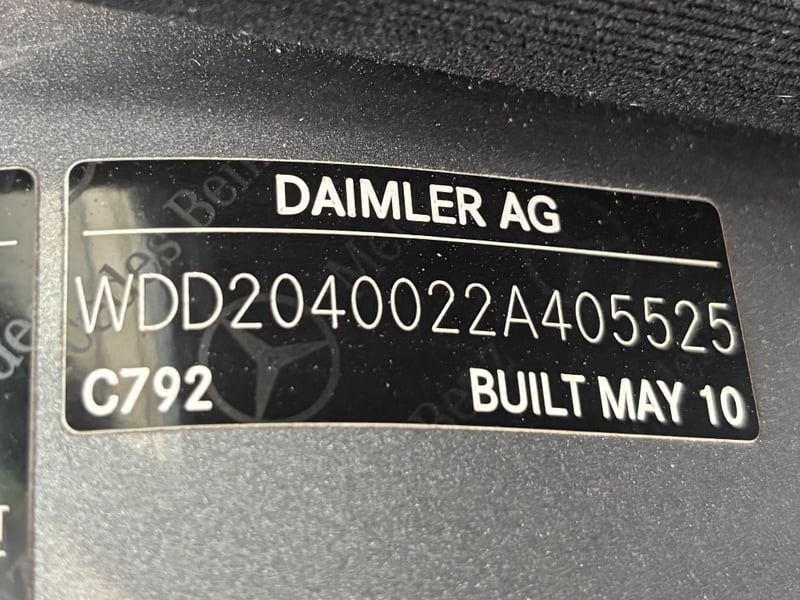 DAIMLER AG
WDD2040022A405525
C792 BUILT MAY 10